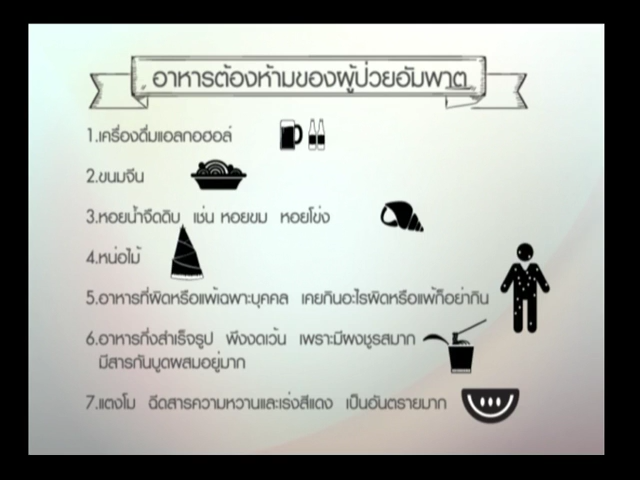 อาหารต้องห้ามของผู้ป่วยอัมพาต
1.เครื่องดื่มแอลกอฮอล์
2.ขนมจีน
3.หอยน้ำจืดดิบ เช่น หอยขม หอยโข่ง
4.หน่อไม้
5.อาหารที่ผิดหรือแพ้เฉพาะบุคคล เคยกินอะไรผิดหรือแพ้ก็อย่ากิน
6.อาหารกึ่งสำเร็จรูป พึงงดเว้น เพราะมีผงชูรสมาก
มีสารกันบูดผสมอยู่มาก
7.แตงโม ฉีดสารความหวานและเร่งสีแดง เป็นอันตรายมาก